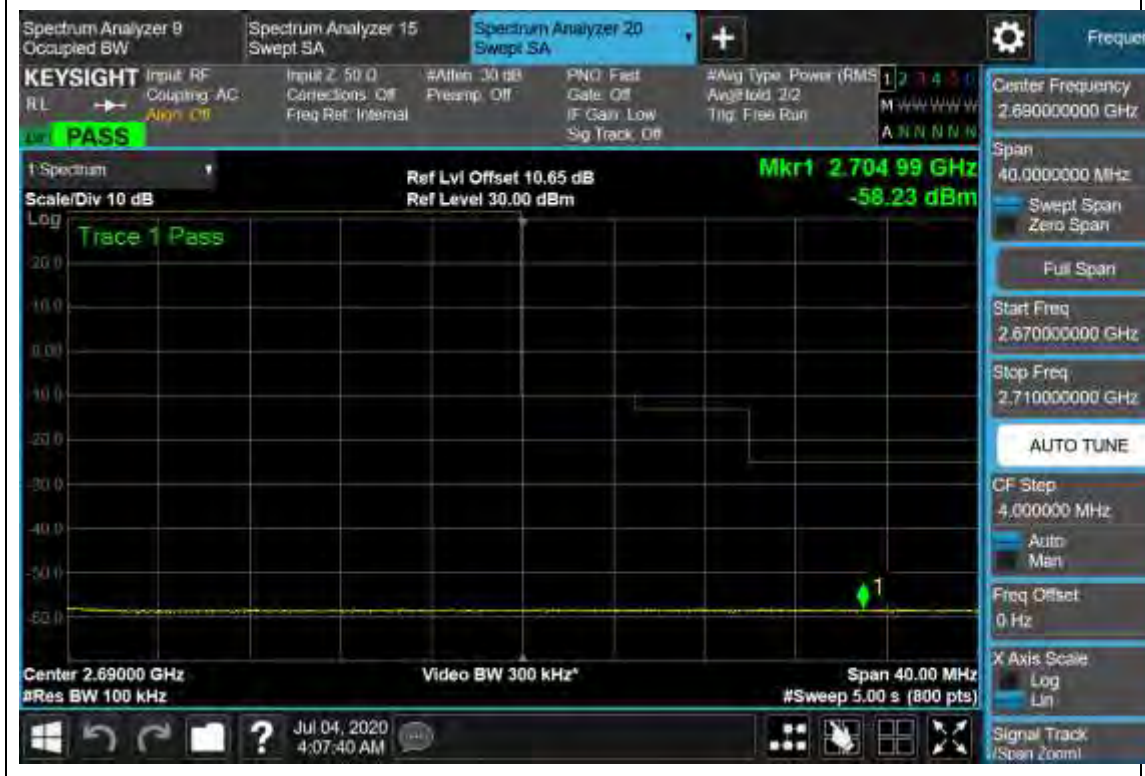 Spectrum Analyzer 9
Occupied BW
Spectrum Analyzer 15
Swept SA
Spectrum Analyzer 20
Swept SA
+
KEYSIGHT
RL
Input: RF
Coupling: AC
Align: Off
Input Z: 50 Ω
Corrections: Off
Freq Ref: Internal
#Atten: 30 dB
Preamp: Off
PNO: Fast
Gate: Off
IF Gain: Low
Sig Track: Off
#Avg Type: Power (RMS
Avg|Hold: 2/2
Trig: Free Run
1 2 3 4 5 6
M W W W W W
A N N N N N
PASS
1 Spectrum
Scale/Div 10 dB
Ref Lvl Offset 10.65 dB
Ref Level 30.00 dBm
Mkr1 2.704 99 GHz
-58.23 dBm
Log
Trace 1 Pass
20.0
10.0
0.00
-10.0
-20.0
-30.0
-40.0
-50.0
-60.0
1
Center 2.69000 GHz
#Res BW 100 kHz
Video BW 300 kHz*
Span 40.00 MHz
#Sweep 5.00 s (800 pts)
?
Jul 04, 2020
4:07:40 AM
Center Frequency
2.690000000 GHz
Span
40.0000000 MHz
Swept Span
Zero Span
Full Span
Start Freq
2.670000000 GHz
Stop Freq
2.710000000 GHz
AUTO TUNE
CF Step
4.000000 MHz
Auto
Man
Freq Offset
0 Hz
X Axis Scale
Log
Lin
Signal Track
(Span Zoom)